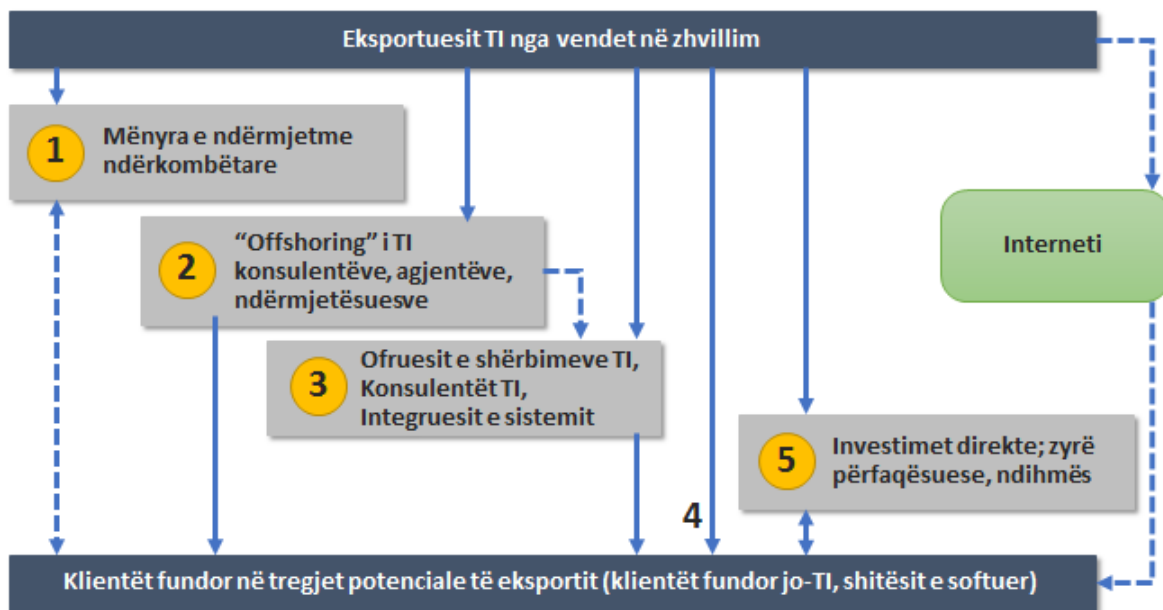 Eksportuesit TI nga vendet në zhvillim
1
Mënyra e ndërmjetme
ndërkombëtare
2
“Offshoring” i TI
konsulentëve, agjentëve,
ndërmjetësuesve
Interneti
3
Ofruesit e shërbimeve TI,
Konsulentët TI,
Integruesit e sistemit
5
Investimet direkte; zyrë
përfaqësuese, ndihmës
4
Klientët fundor në tregjet potenciale të eksportit (klientët fundor jo-TI, shitësit e softuer)